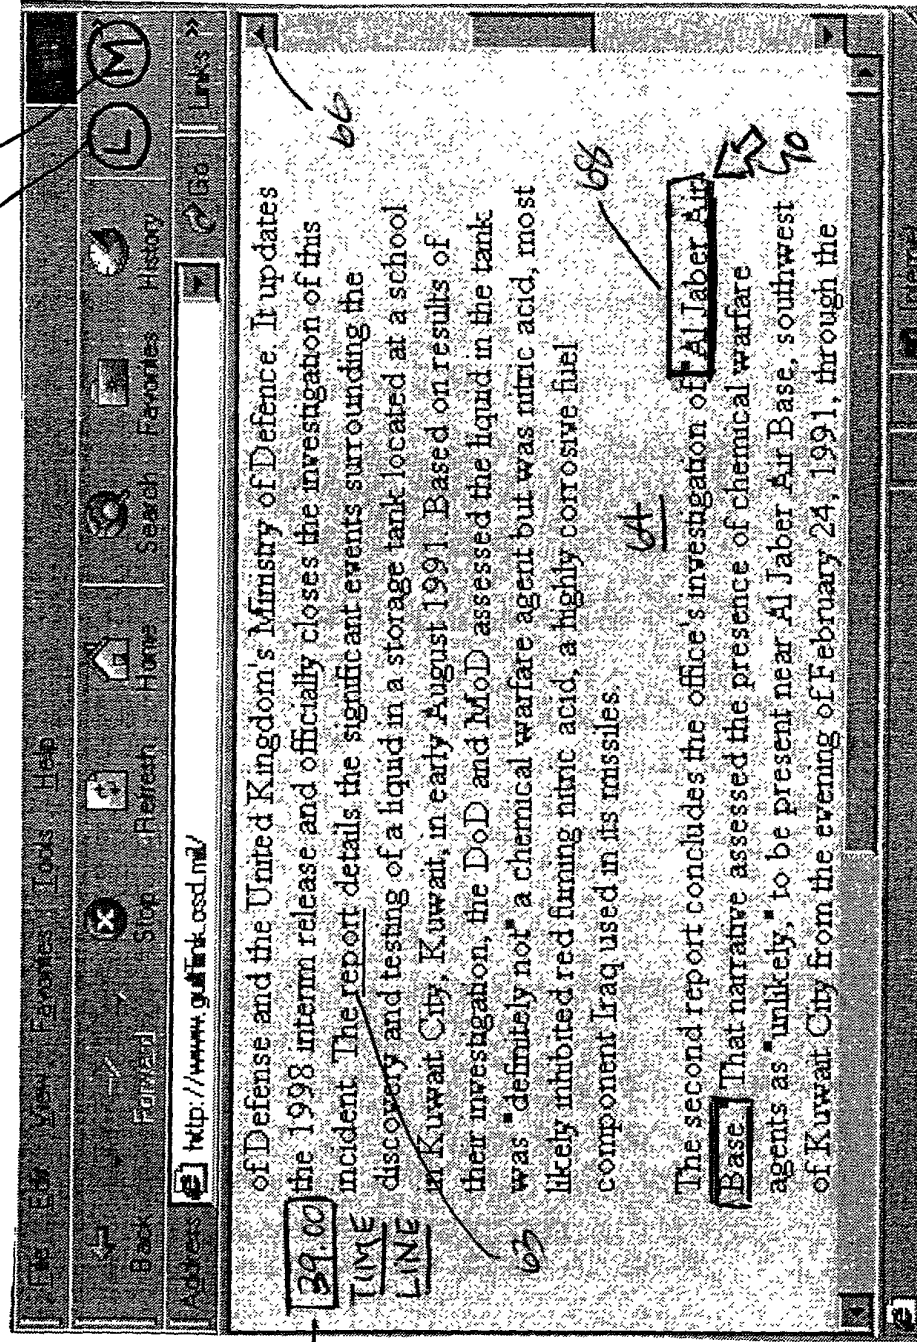 File Edit View Favorites Tools Help
Back Forward Stop Refresh Home Search Favorites History L M
Address http://www.gulflink.osd.mil/ Go Links »
of Defense and the United Kingdom's Ministry of Defence. It updates
the 1998 interim release and officially closes the investigation of this
incident. The report details the significant events surrounding the
discovery and testing of a liquid in a storage tank located at a school
in Kuwait City, Kuwait, in early August 1991. Based on results of
their investigation, the DoD and MoD assessed the liquid in the tank
was "definitely not" a chemical warfare agent but was nitric acid, most
likely inhibited red fuming nitric acid, a highly corrosive fuel
component Iraq used in its missiles.
The second report concludes the office's investigation of "Al Jaber Air
Base." That narrative assessed the presence of chemical warfare
agents as "unlikely," to be present near Al Jaber Air Base, southwest
of Kuwait City from the evening of February 24, 1991, through the
39.00
TIME
LINE
63
64
66
68
70
Internet